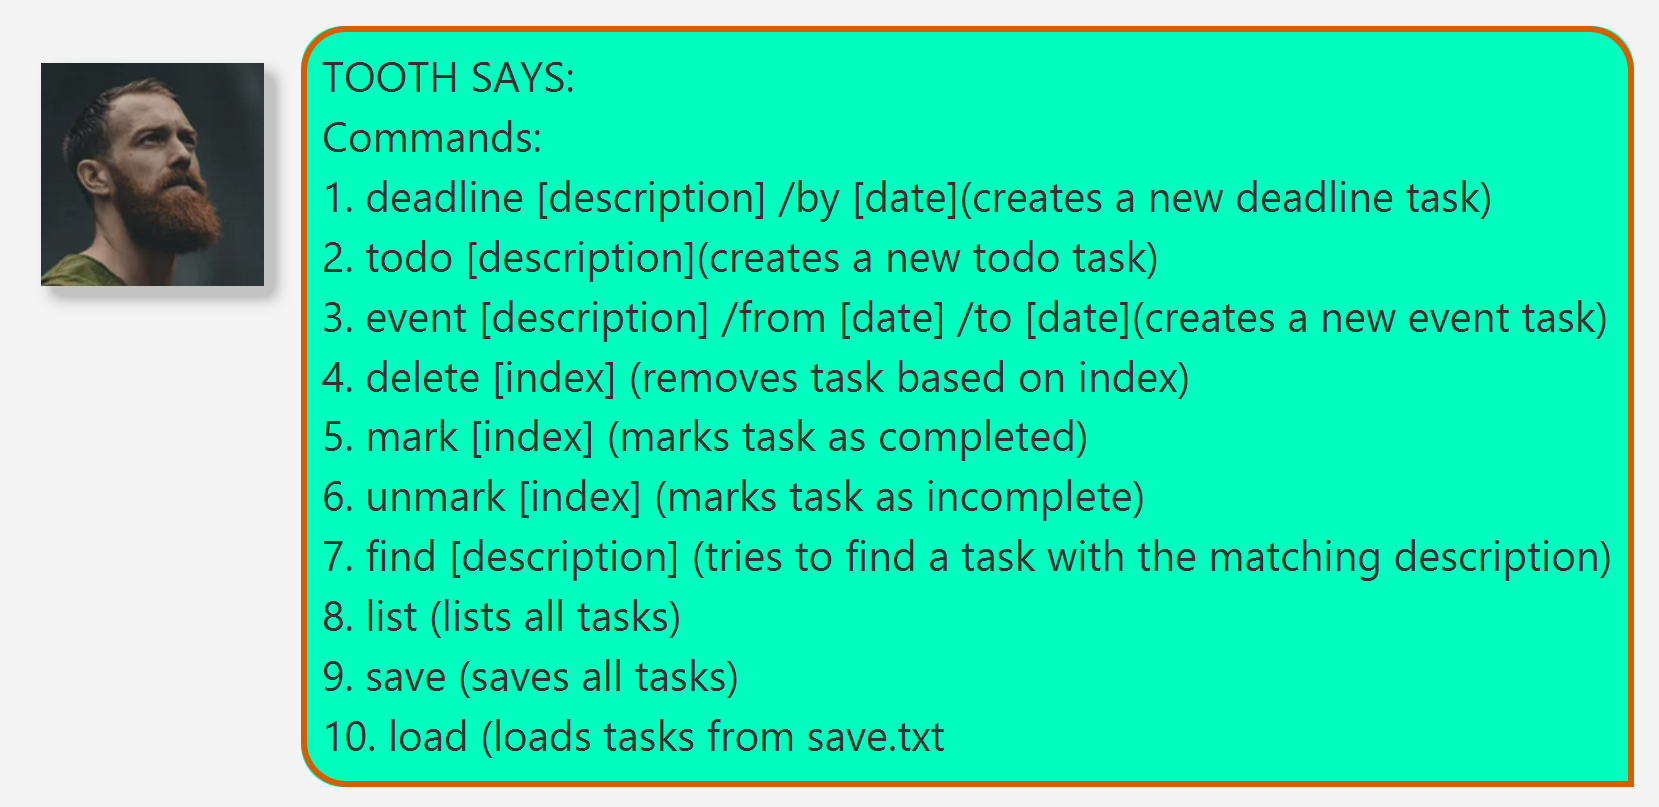 TOOTH SAYS:
Commands:
1. deadline [description] /by [date](creates a new deadline task)
2. todo [description](creates a new todo task)
3. event [description] /from [date] /to [date](creates a new event task)
4. delete [index] (removes task based on index)
5. mark [index] (marks task as completed)
6. unmark [index] (marks task as incomplete)
7. find [description] (tries to find a task with the matching description)
8. list (lists all tasks)
9. save (saves all tasks)
10. load (loads tasks from save.txt